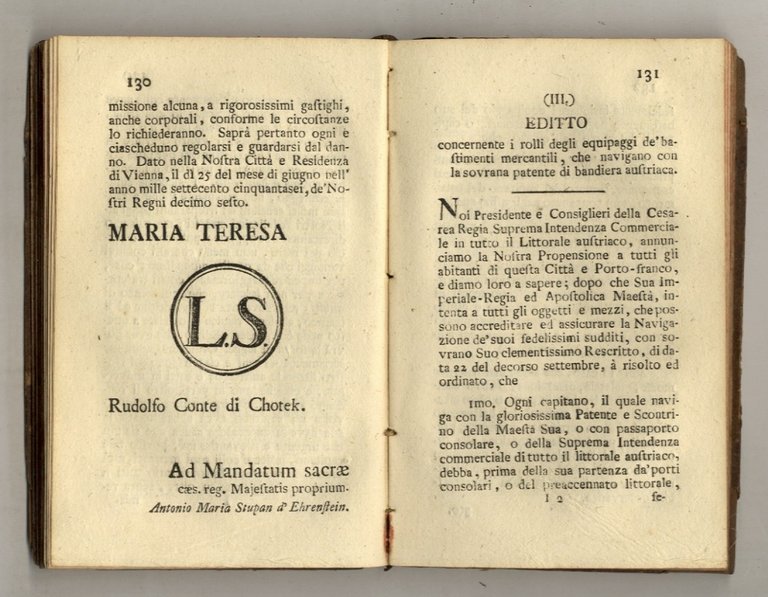 130
missione alcuna, a rigorosissimi gaſtighi,
anche corporali, conforme le circoſtanze
lo richiederanno. Saprà pertanto ogni e
ciascheduno regolarsi e guardarsi dal dan-
no. Dato nella Noſtra Città e Residenza
di Vienna, il dì 25 del mese di giugno nell'
anno mille settecento cinquantasei, de'No-
ſtri Regni decimo seſto.
MARIA TERESA
L.S.
Rudolfo Conte di Chotek.
Ad Mandatum sacræ
cæs. reg. Majeſtatis proprium.
Antonio Maria Stupan d'Ehrenſtein.
131
(III.)
EDITTO
concernente i rolli degli equipaggi de'ba-
ſtimenti mercantili, che navigano con
la sovrana patente di bandiera auſtriaca.
Noi Presidente e Consiglieri della Cesa-
rea Regia Suprema Intendenza Commercia-
le in tutto il Littorale auſtriaco, annun-
ciamo la Noſtra Propensione a tutti gli
abitanti di queſta Città e Porto-franco,
e diamo loro a sapere; dopo che Sua Im-
periale-Regia ed Apoſtolica Maeſtà, in-
tenta a tutti gli oggetti e mezzi, che pos-
sono accreditare ed assicurare la Naviga-
zione de'suoi fedelissimi sudditi, con so-
vrano Suo clementissimo Rescritto, di da-
ta 22 del decorso settembre, à risolto ed
ordinato, che
1mo. Ogni capitano, il quale navi-
ga con la gloriosissima Patente e Scontri-
no della Maeſtà Sua, o con passaporto
consolare, o della Suprema Intendenza
commerciale di tutto il littorale auſtriaco,
debba, prima della sua partenza da'porti
consolari, o del preaccennato littorale,
I 2
se-